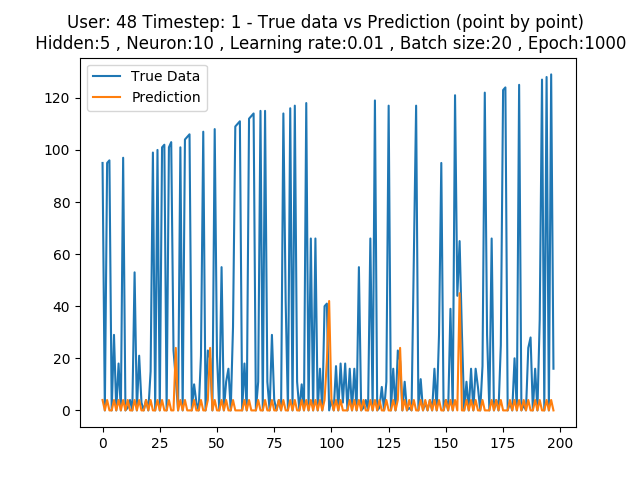 User: 48 Timestep: 1 - True data vs Prediction (point by point)
Hidden:5 , Neuron:10 , Learning rate:0.01 , Batch size:20 , Epoch:1000
True Data
Prediction
120
100
80
60
40
20
0
0 25 50 75 100 125 150 175 200